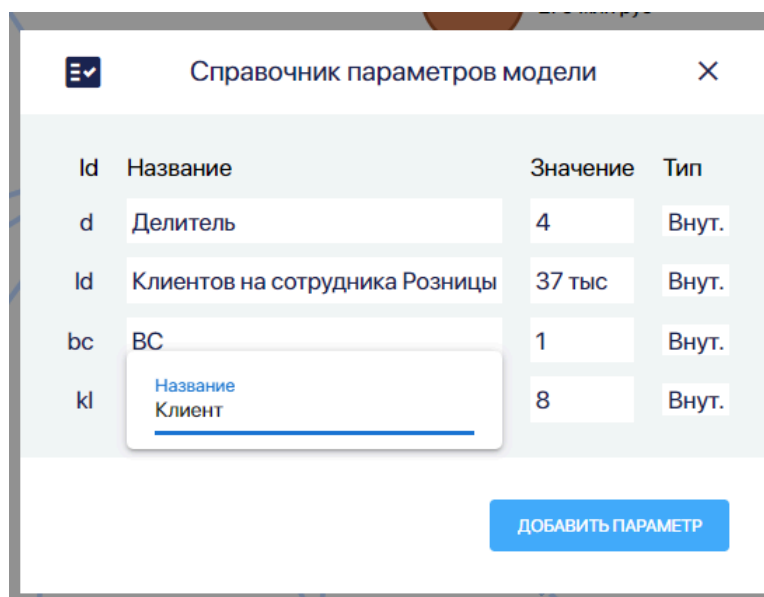 Справочник параметров модели
Id Название Значение Тип
d Делитель 4 Внут.
ld Клиентов на сотрудника Розницы 37 тыс Внут.
bc ВС 1 Внут.
Название
kl Клиент 8 Внут.
ДОБАВИТЬ ПАРАМЕТР